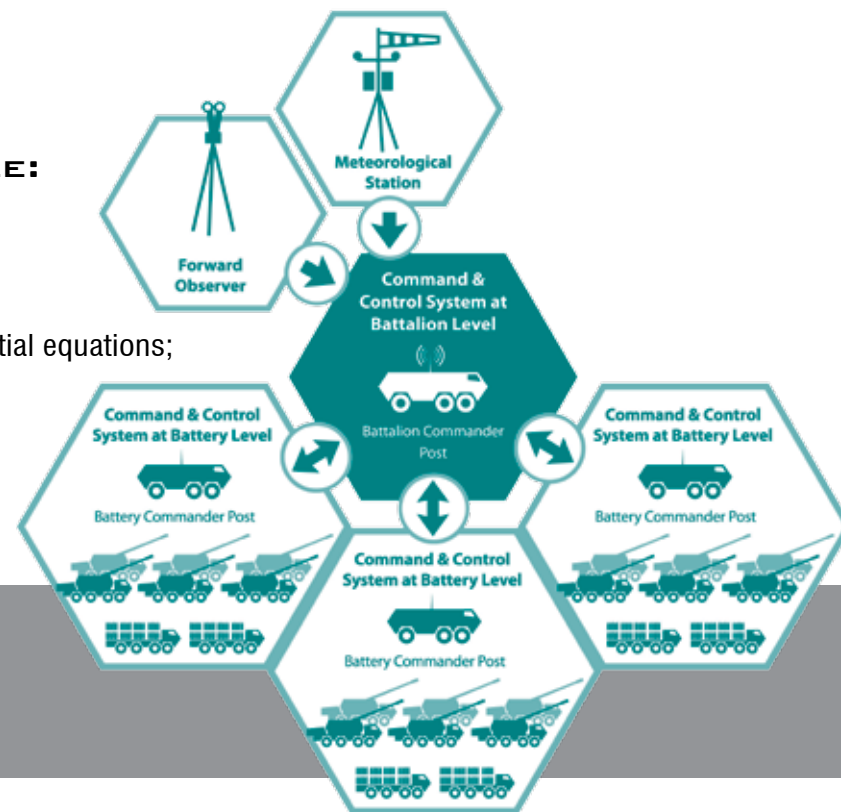 E:
Meteorological
Station
Forward
Observer
Command &
Control System at
Battalion Level
tial equations;
Battalion Commander
Post
Command & Control
System at Battery Level
Battery Commander Post
Command & Control
System at Battery Level
Battery Commander Post
Command & Control
System at Battery Level
Battery Commander Post